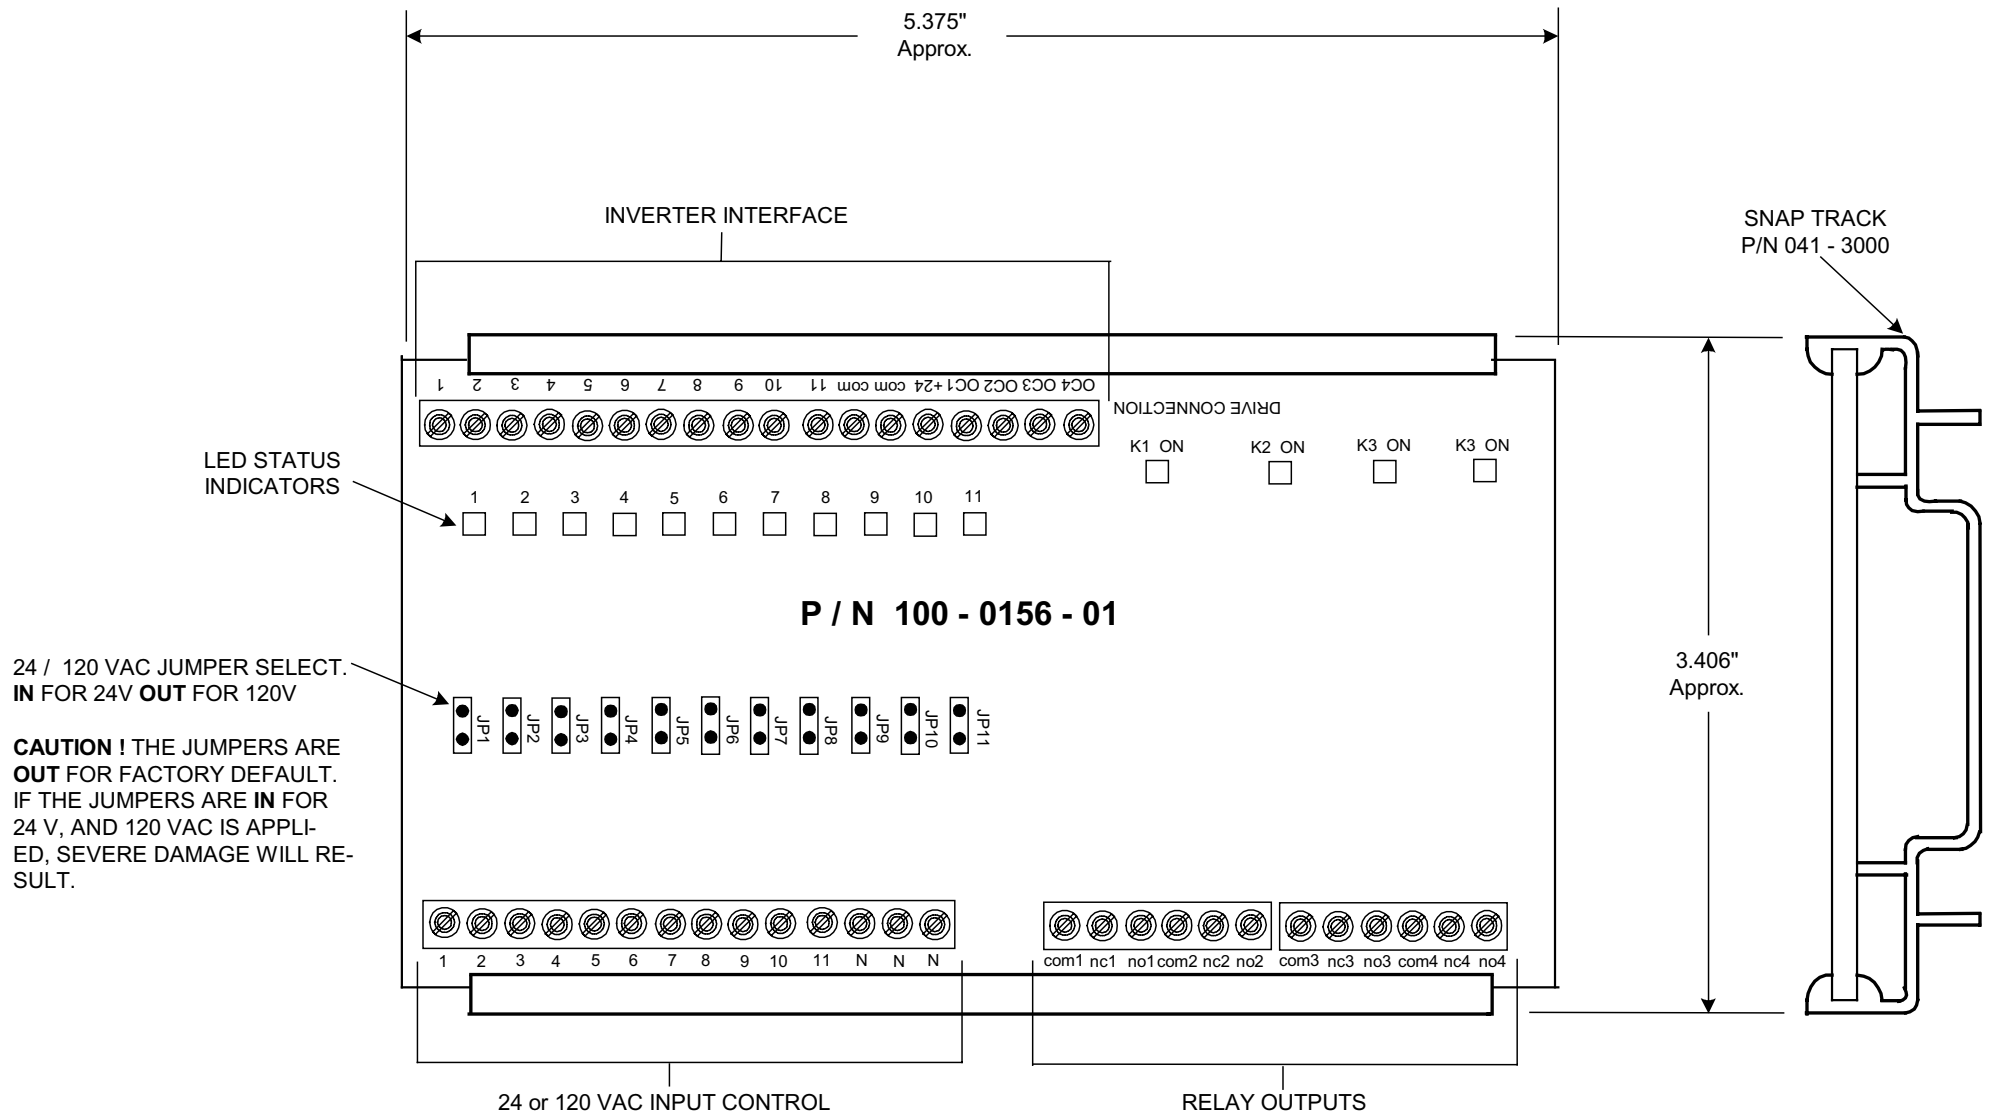 5.375"
Approx.
INVERTER INTERFACE
SNAP TRACK
P/N 041 - 3000
1 2 3 4 5 6 7 8 9 10 11 com com +24 OC1 OC2 OC3 OC4
DRIVE CONNECTION
K1 ON K2 ON K3 ON K3 ON
LED STATUS
INDICATORS
1 2 3 4 5 6 7 8 9 10 11
P / N 100 - 0156 - 01
24 / 120 VAC JUMPER SELECT.
IN FOR 24V OUT FOR 120V
3.406"
Approx.
JP1 JP2 JP3 JP4 JP5 JP6 JP7 JP8 JP9 JP10 JP11
CAUTION ! THE JUMPERS ARE
OUT FOR FACTORY DEFAULT.
IF THE JUMPERS ARE IN FOR
24 V, AND 120 VAC IS APPLI-
ED, SEVERE DAMAGE WILL RE-
SULT.
1 2 3 4 5 6 7 8 9 10 11 N N N
com1 nc1 no1 com2 nc2 no2 com3 nc3 no3 com4 nc4 no4
24 or 120 VAC INPUT CONTROL
RELAY OUTPUTS